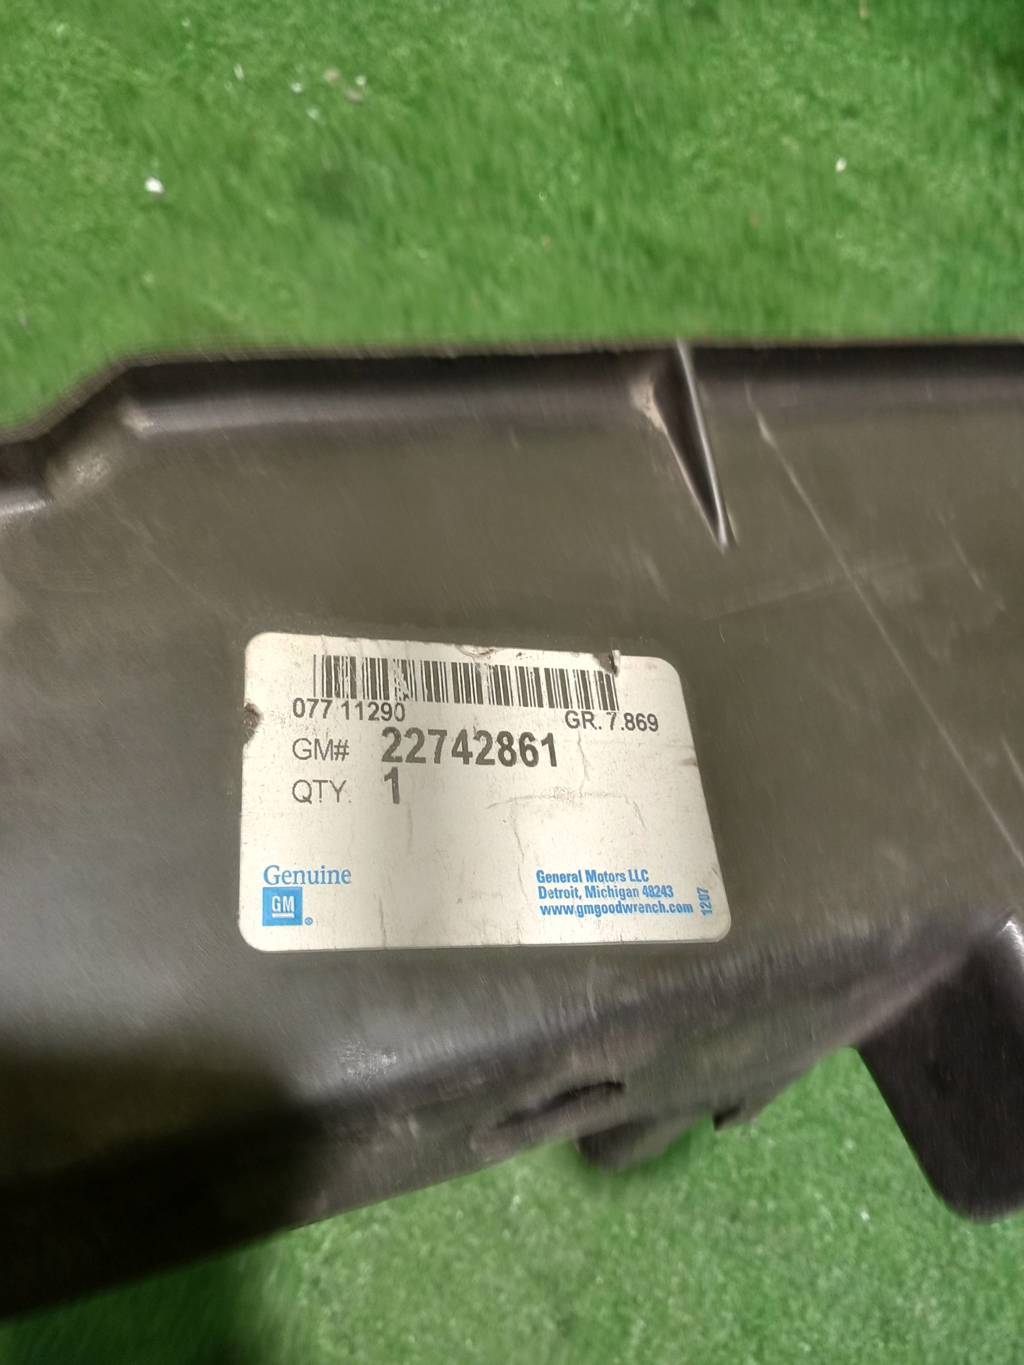 077 11290
GR. 7.869
GM# 22742861
QTY. 1
Genuine
GM
General Motors LLC
Detroit, Michigan 48243
www.gmgoodwrench.com
1207